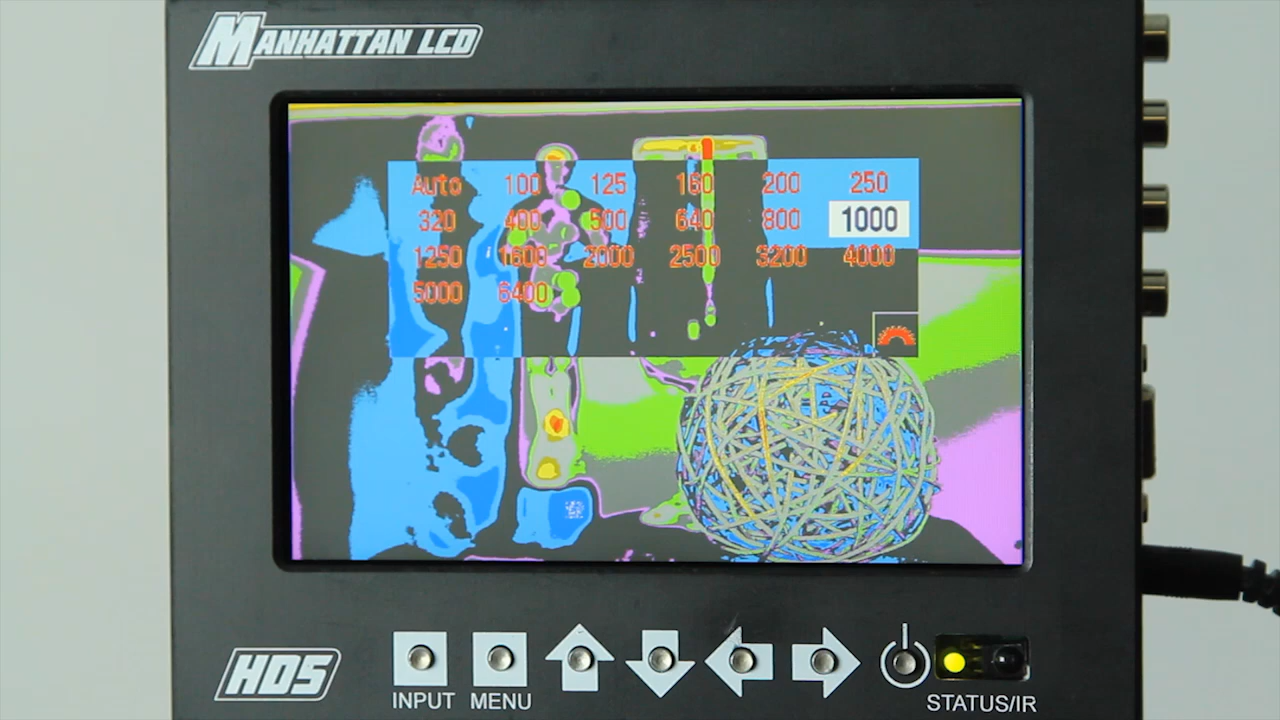 MANHATTAN LCD
Auto 100 125 160 200 250
320 400 500 640 800 1000
1250 1600 2000 2500 3200 4000
5000 6400
HD5
INPUT MENU STATUS/IR